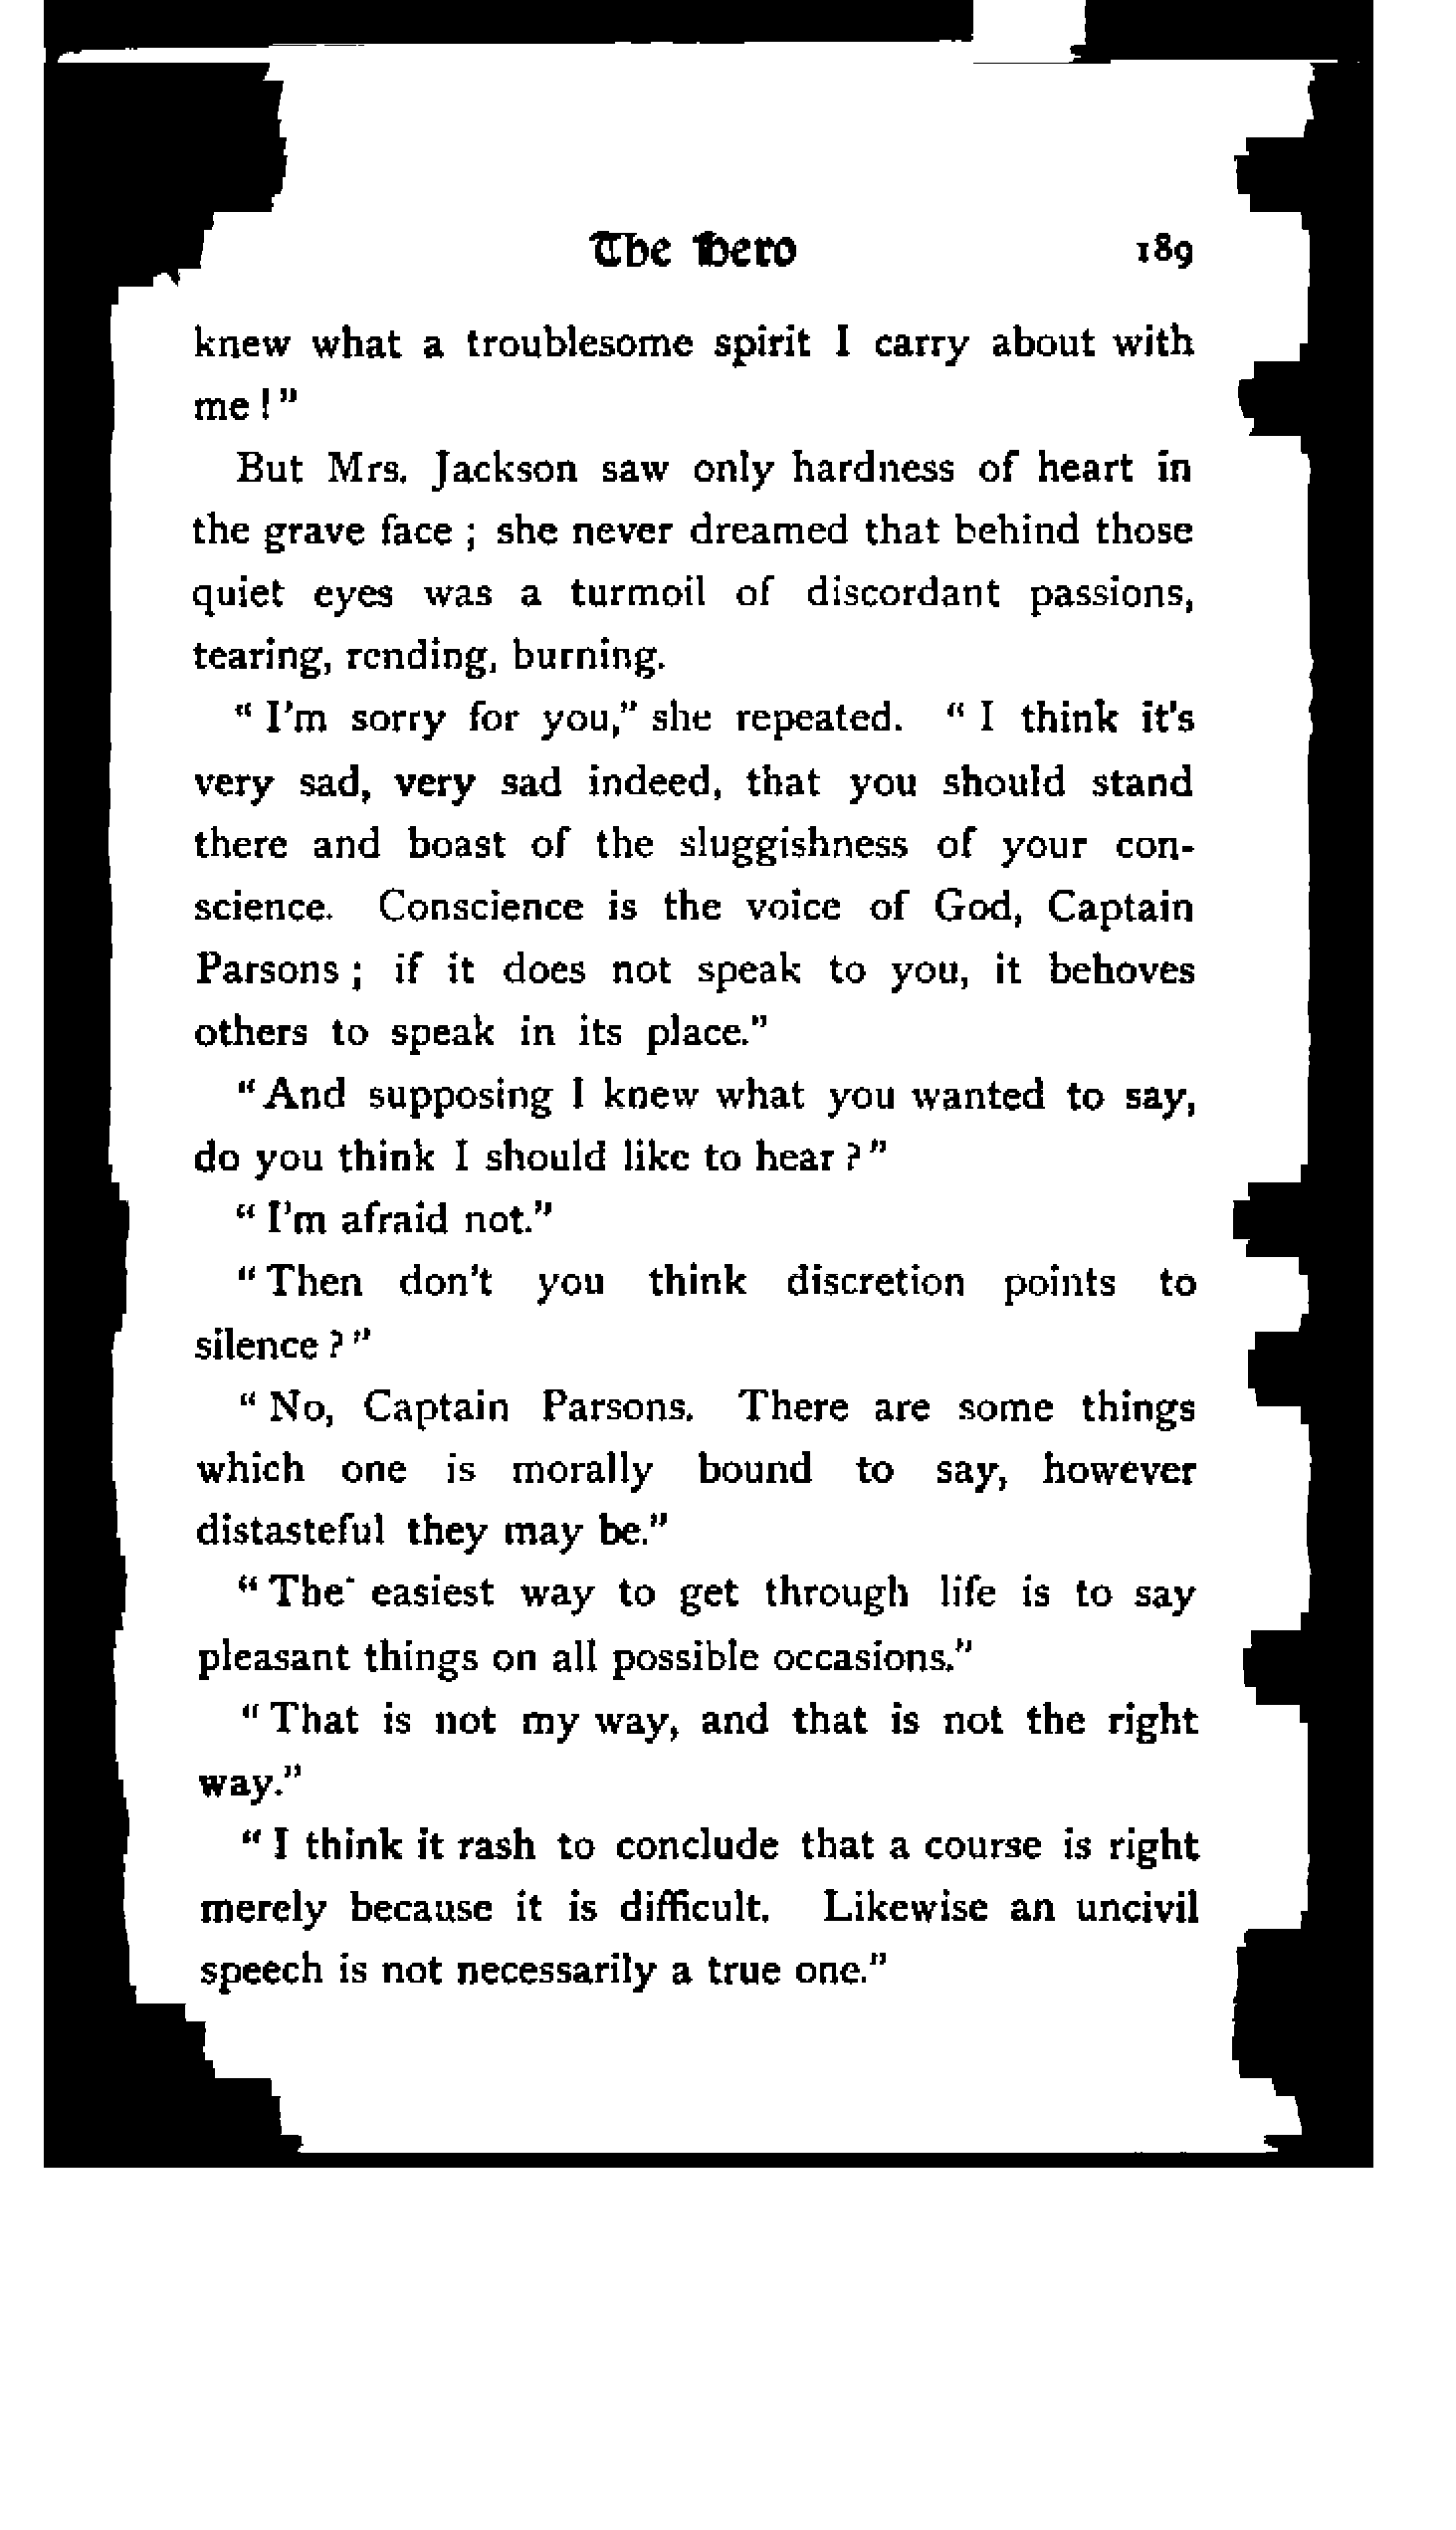 The Hero 189
knew what a troublesome spirit I carry about with
me!”
But Mrs. Jackson saw only hardness of heart in
the grave face; she never dreamed that behind those
quiet eyes was a turmoil of discordant passions,
tearing, rending, burning.
“I’m sorry for you,” she repeated. “I think it’s
very sad, very sad indeed, that you should stand
there and boast of the sluggishness of your con-
science. Conscience is the voice of God, Captain
Parsons; if it does not speak to you, it behoves
others to speak in its place.”
“And supposing I knew what you wanted to say,
do you think I should like to hear?”
“I’m afraid not.”
“Then don’t you think discretion points to
silence?”
“No, Captain Parsons. There are some things
which one is morally bound to say, however
distasteful they may be.”
“The easiest way to get through life is to say
pleasant things on all possible occasions.”
“That is not my way, and that is not the right
way.”
“I think it rash to conclude that a course is right
merely because it is difficult. Likewise an uncivil
speech is not necessarily a true one.”